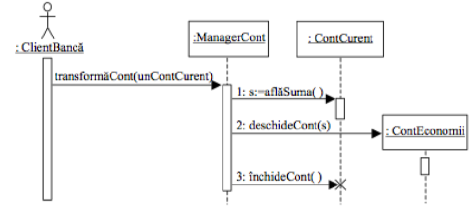 : ClientBancă
:ManagerCont
: ContCurent
transformăCont(unContCurent)
1: s:=aflăSuma( )
2: deschideCont(s)
: ContEconomii
3: închideCont( )